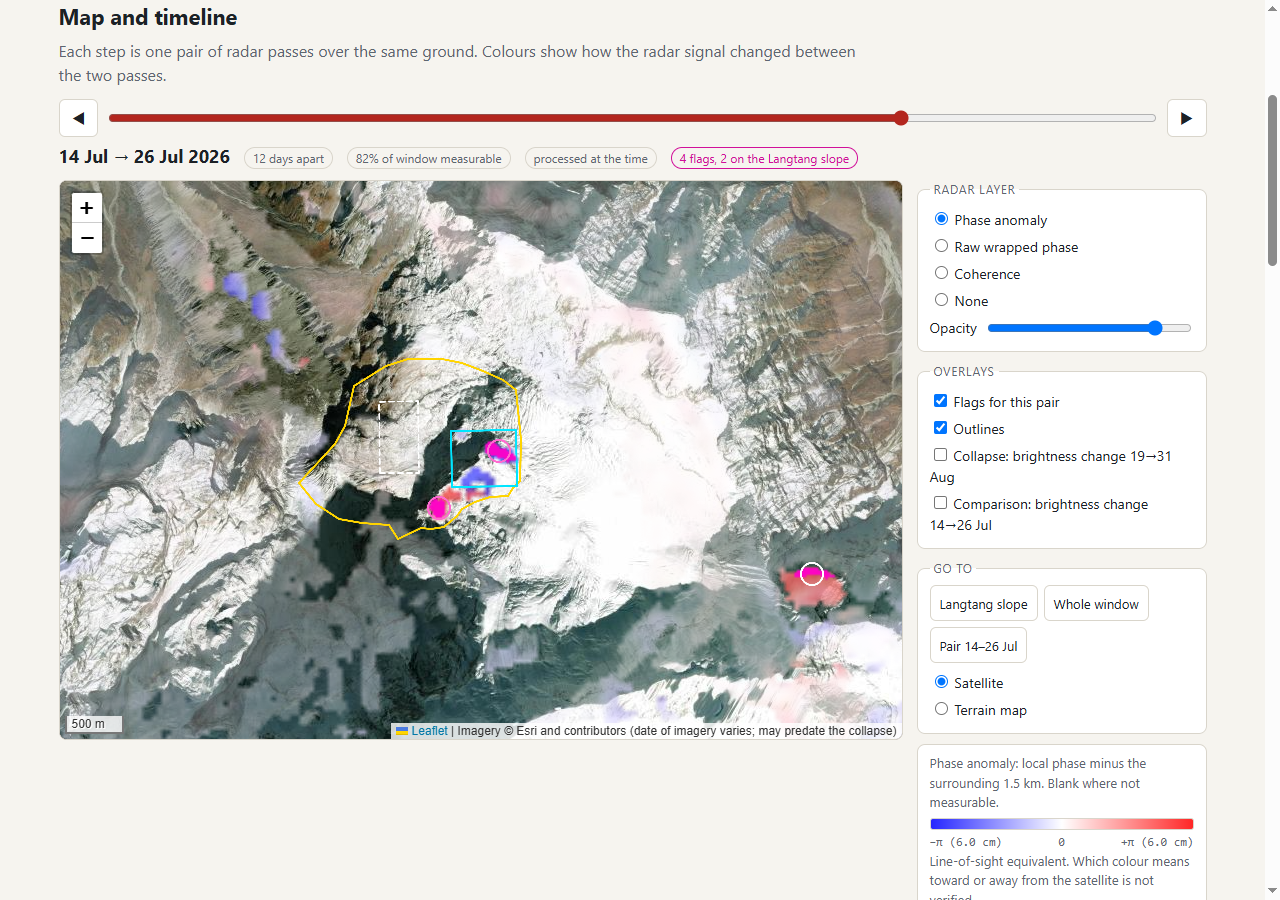 Map and timeline
Each step is one pair of radar passes over the same ground. Colours show how the radar signal changed between
the two passes.
14 Jul → 26 Jul 2026
12 days apart
82% of window measurable
processed at the time
4 flags, 2 on the Langtang slope
+
−
500 m
Leaflet | Imagery © Esri and contributors (date of imagery varies; may predate the collapse)
RADAR LAYER
Phase anomaly
Raw wrapped phase
Coherence
None
Opacity
OVERLAYS
Flags for this pair
Outlines
Collapse: brightness change 19→31
Aug
Comparison: brightness change
14→26 Jul
GO TO
Langtang slope
Whole window
Pair 14–26 Jul
Satellite
Terrain map
Phase anomaly: local phase minus the
surrounding 1.5 km. Blank where not
measurable.
−π (6.0 cm) 0 +π (6.0 cm)
Line-of-sight equivalent. Which colour means
toward or away from the satellite is not
verified